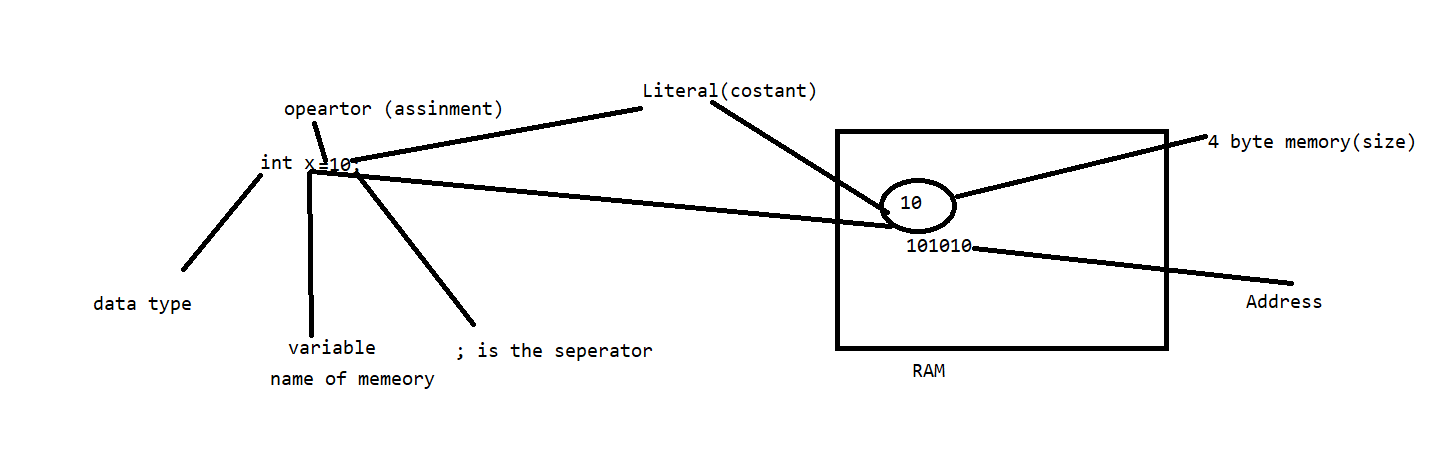 Literal(costant)
opeartor (assinment)
4 byte memory(size)
int x=10;
10
101010
data type
Address
variable
name of memeory
; is the seperator
RAM